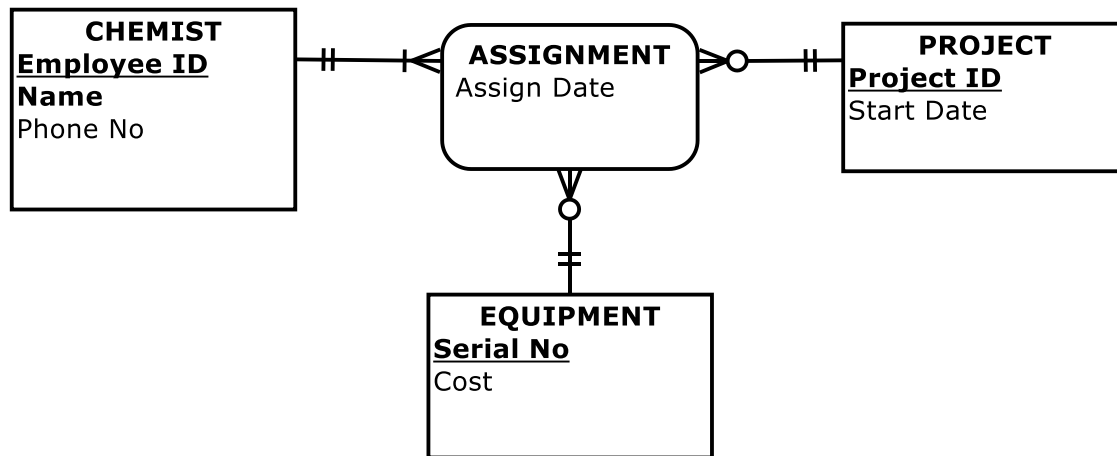 CHEMIST
Employee ID
Name
Phone No
ASSIGNMENT
Assign Date
PROJECT
Project ID
Start Date
EQUIPMENT
Serial No
Cost